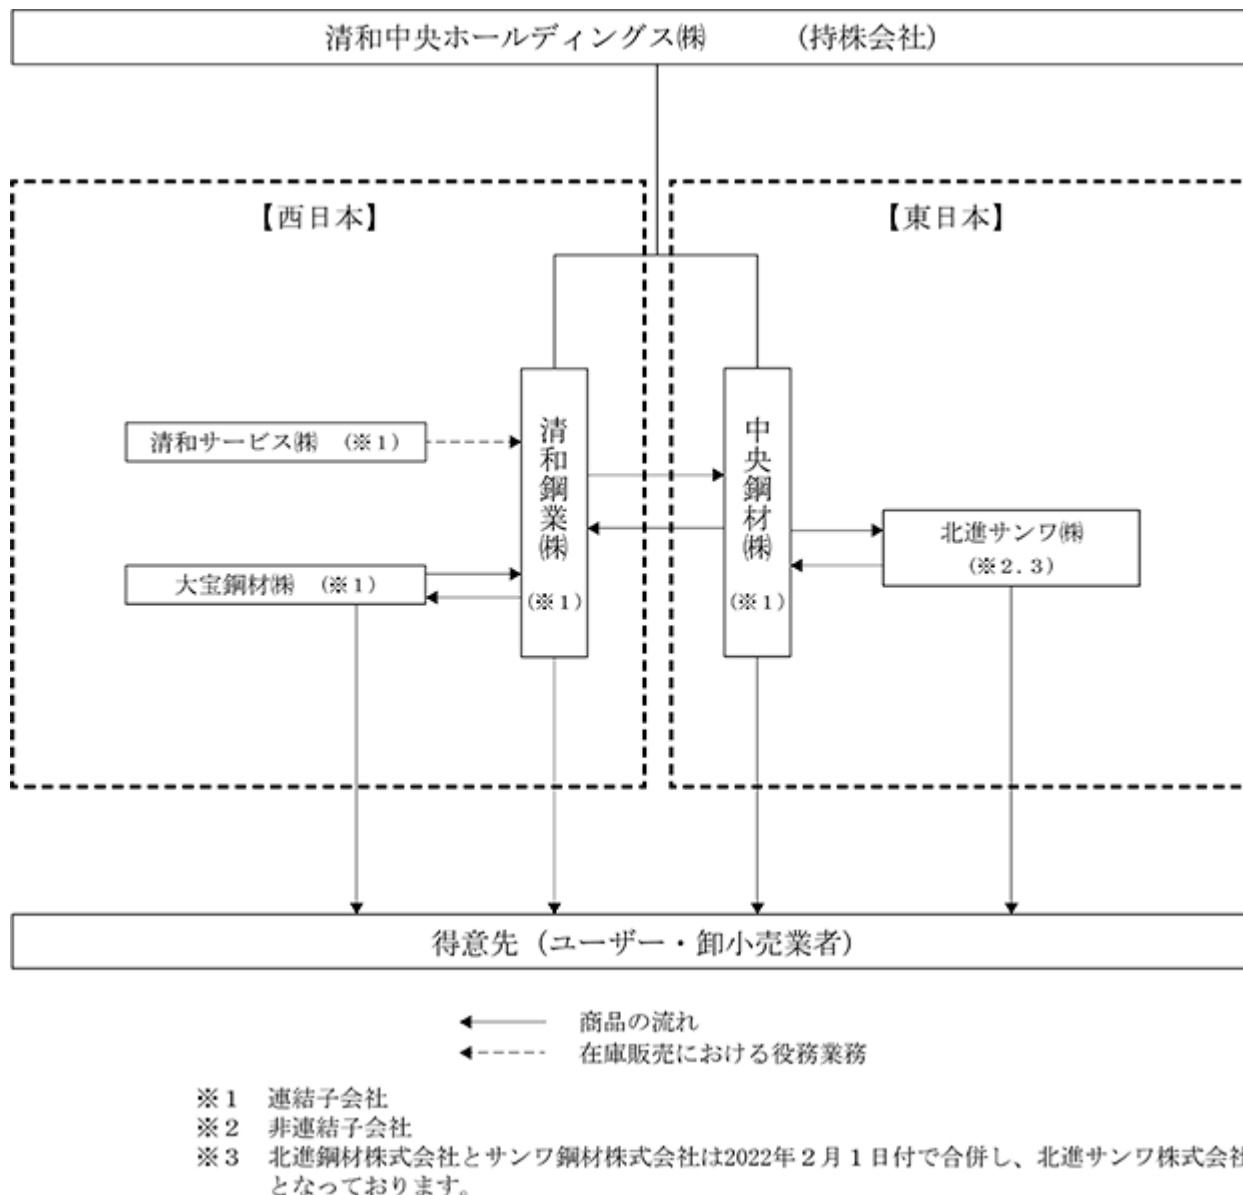 清和中央ホールディングス㈱　　　（持株会社）
【西日本】
【東日本】
清和サービス㈱　（※１）
大宝鋼材㈱　（※１）
清和鋼業㈱
（※１）
中央鋼材㈱
（※１）
北進サンワ㈱
（※２.３）
得意先（ユーザー・卸小売業者）
商品の流れ
在庫販売における役務業務
※１　連結子会社
※２　非連結子会社
※３　北進鋼材株式会社とサンワ鋼材株式会社は2022年２月１日付で合併し、北進サンワ株式会社
となっております。